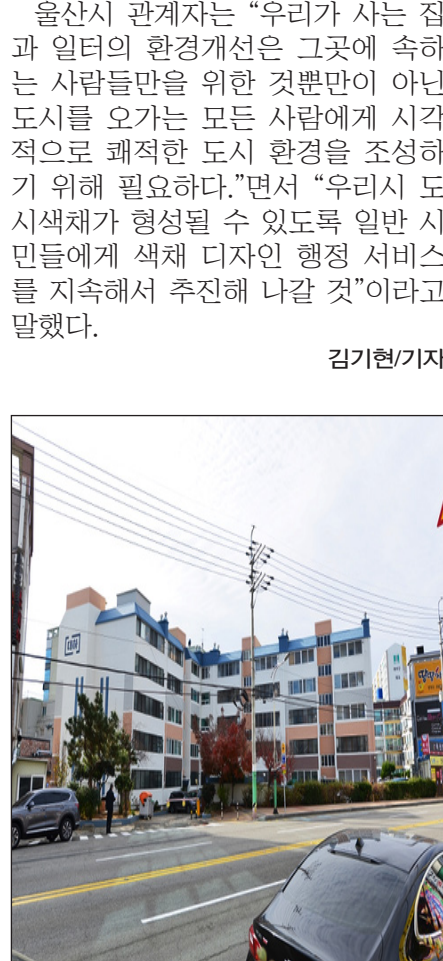 울산시 관계자는 “우리가 사는 집
과 일터의 환경개선은 그곳에 속하
는 사람들만을 위한 것뿐만이 아닌
도시를 오가는 모든 사람에게 시각
적으로 쾌적한 도시 환경을 조성하
기 위해 필요하다.”면서 “우리시 도
시색채가 형성될 수 있도록 일반 시
민들에게 색채 디자인 행정 서비스
를 지속해서 추진해 나갈 것”이라고
말했다.
김기현/기자